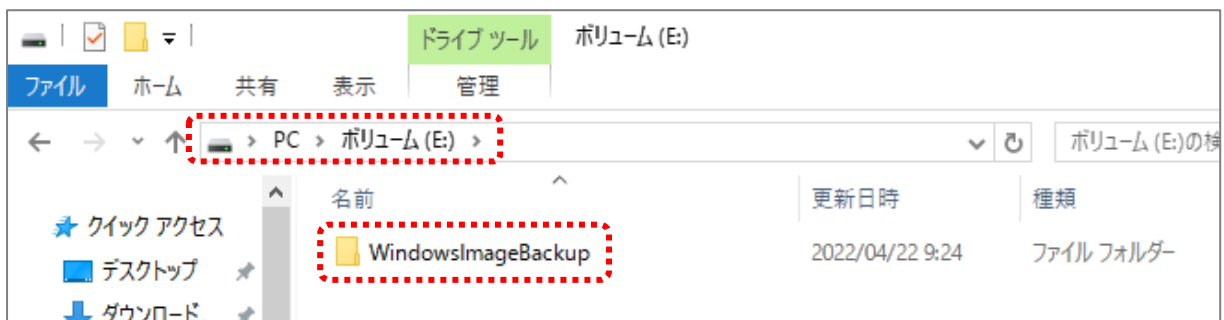 ドライブ ツール ボリューム (E:)
ファイル ホーム 共有 表示 管理
PC › ボリューム (E:) › ボリューム (E:)の検
名前 更新日時 種類
クイック アクセス
WindowsImageBackup 2022/04/22 9:24 ファイル フォルダー
デスクトップ
ダウンロード